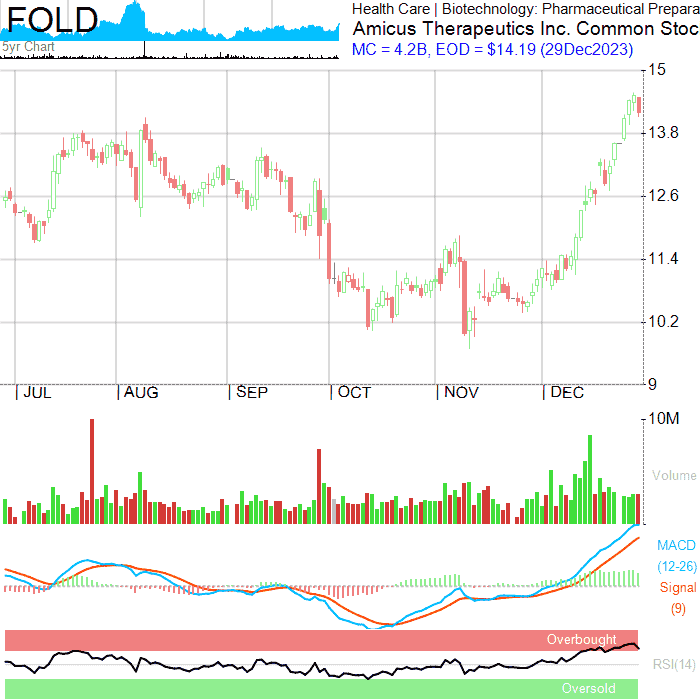 FOLD
5yr Chart
Health Care | Biotechnology: Pharmaceutical Prepara
Amicus Therapeutics Inc. Common Stoc
MC = 4.2B, EOD = $14.19 (29Dec2023)
15
13.8
12.6
11.4
10.2
9
| JUL | AUG | SEP | OCT | NOV | DEC
10M
Volume
MACD
(12-26)
Signal
(9)
Overbought
RSI(14)
Oversold